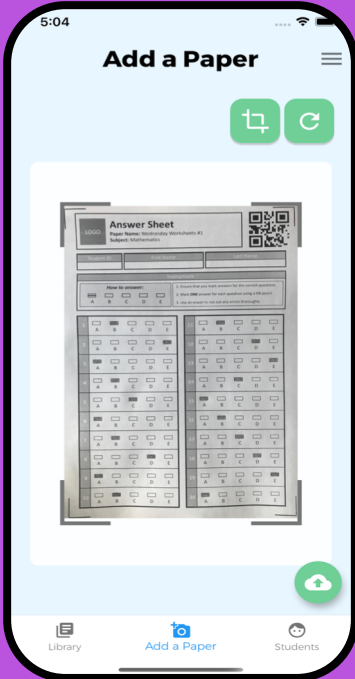 5:04
Add a Paper
LOGO
Answer Sheet
Paper Name: Wednesday Worksheets #1
Subject: Mathematics
Student ID
First Name
Last Name
How to answer:
A B C D E
1. Ensure that you mark answers for the correct questions
2. Mark ONE answer for each question using a HB pencil
3. Use an eraser to rub out any errors thoroughly
1 A B C D E 11 A B C D E
2 A B C D E 12 A B C D E
3 A B C D E 13 A B C D E
4 A B C D E 14 A B C D E
5 A B C D E 15 A B C D E
6 A B C D E 16 A B C D E
7 A B C D E 17 A B C D E
8 A B C D E 18 A B C D E
9 A B C D E 19 A B C D E
10 A B C D E 20 A B C D E
Library
Add a Paper
Students